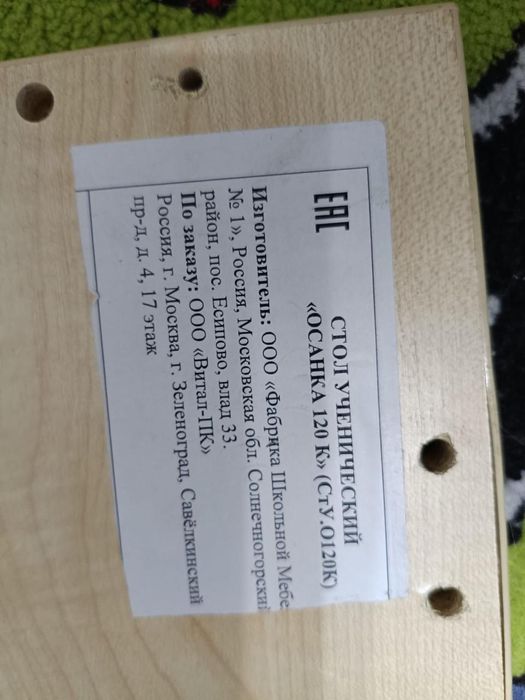 EAC
СТОЛ УЧЕНИЧЕСКИЙ
«ОСАНКА 120 К» (СтУ.О120К)
Изготовитель: ООО «Фабрика Школьной Мебе
№ 1», Россия, Московская обл. Солнечногорский
район, пос. Есипово, влад 33.
По заказу: ООО «Витал-ПК»
Россия, г. Москва, г. Зеленоград, Савёлкинский
пр-д, д. 4, 17 этаж